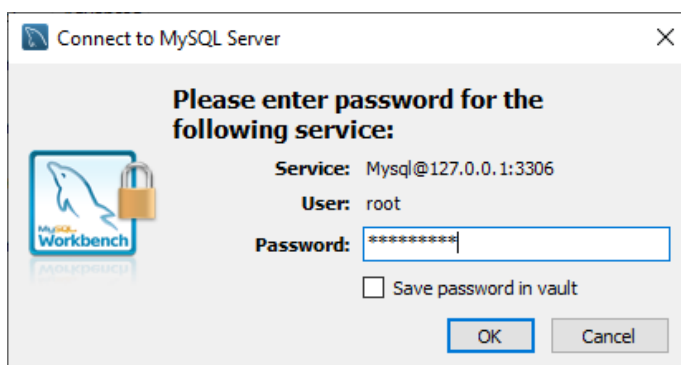 Connect to MySQL Server
Please enter password for the
following service:
Service: Mysql@127.0.0.1:3306
User: root
MySQL
Workbench
Password: *********
Save password in vault
OK Cancel